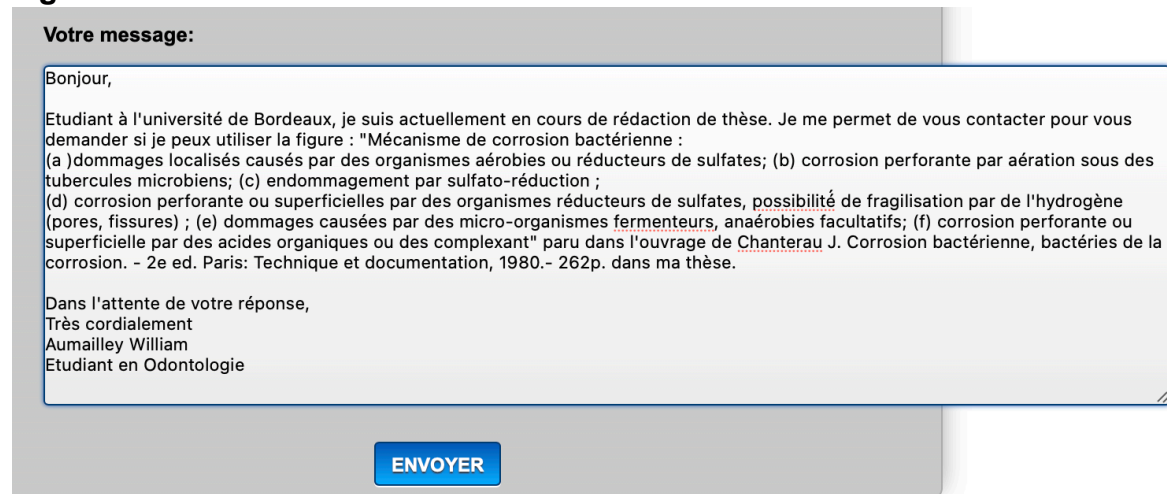 Votre message:
Bonjour,
Etudiant à l'université de Bordeaux, je suis actuellement en cours de rédaction de thèse. Je me permet de vous contacter pour vous
demander si je peux utiliser la figure : "Mécanisme de corrosion bactérienne :
(a )dommages localisés causés par des organismes aérobies ou réducteurs de sulfates; (b) corrosion perforante par aération sous des
tubercules microbiens; (c) endommagement par sulfato-réduction ;
(d) corrosion perforante ou superficielles par des organismes réducteurs de sulfates, possibilité de fragilisation par de l'hydrogène
(pores, fissures) ; (e) dommages causées par des micro-organismes fermenteurs, anaérobies facultatifs; (f) corrosion perforante ou
superficielle par des acides organiques ou des complexant" paru dans l'ouvrage de Chanterau J. Corrosion bactérienne, bactéries de la
corrosion. - 2e ed. Paris: Technique et documentation, 1980.- 262p. dans ma thèse.
Dans l'attente de votre réponse,
Très cordialement
Aumailley William
Etudiant en Odontologie
ENVOYER